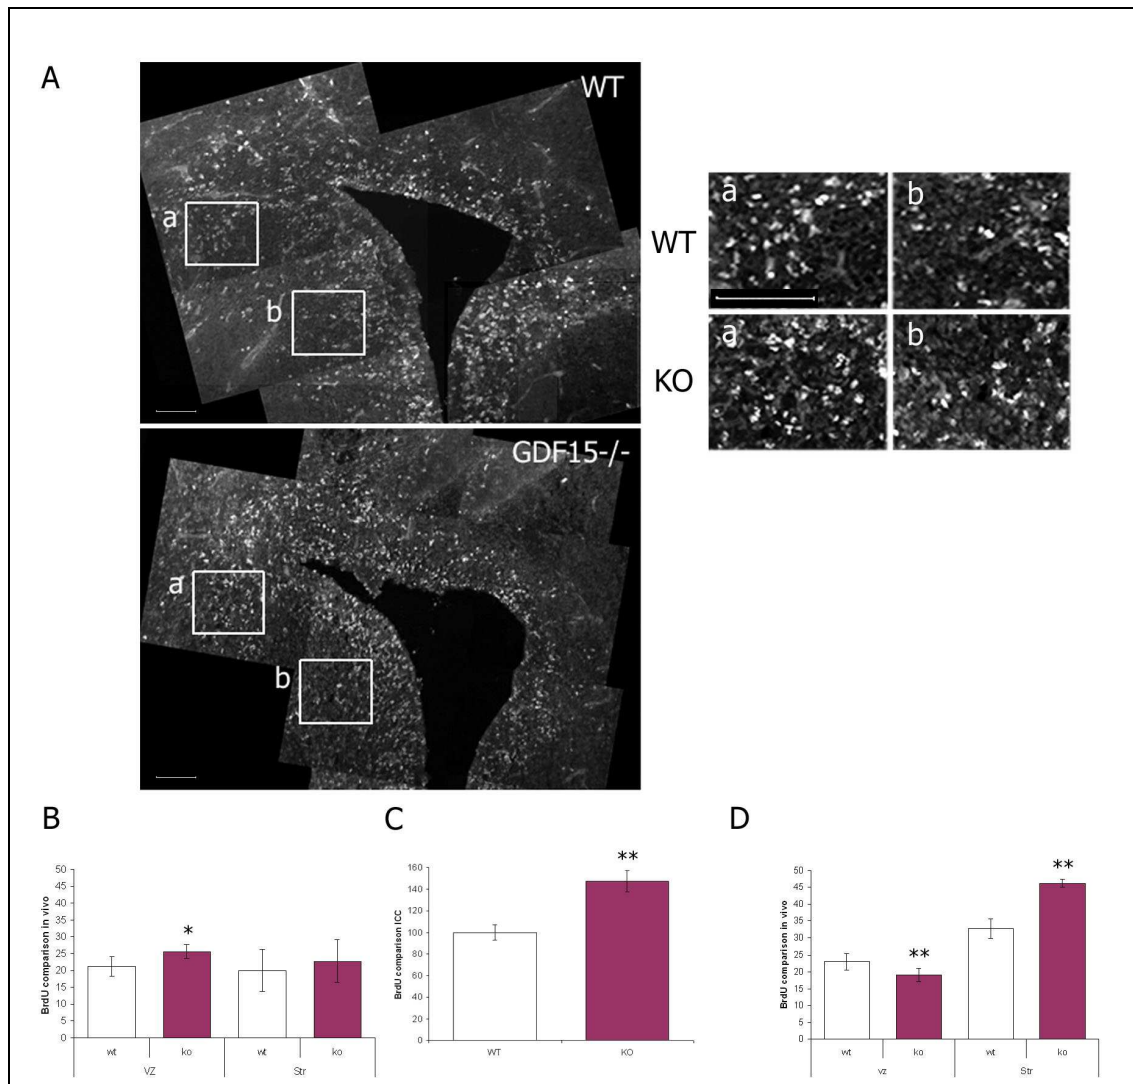 A
WT
a
b
GDF15-/-
a
b
WT
a
b
KO
a
b
B
BrdU comparison in vivo
50
45
40
35
30
25
20
15
10
5
0
*
wt
ko
wt
ko
VZ
Str
C
BrdU comparison ICC
160
140
120
100
80
60
40
20
0
**
WT
KO
D
BrdU comparison in vivo
50
45
40
35
30
25
20
15
10
5
0
**
**
wt
ko
wt
ko
vz
Str